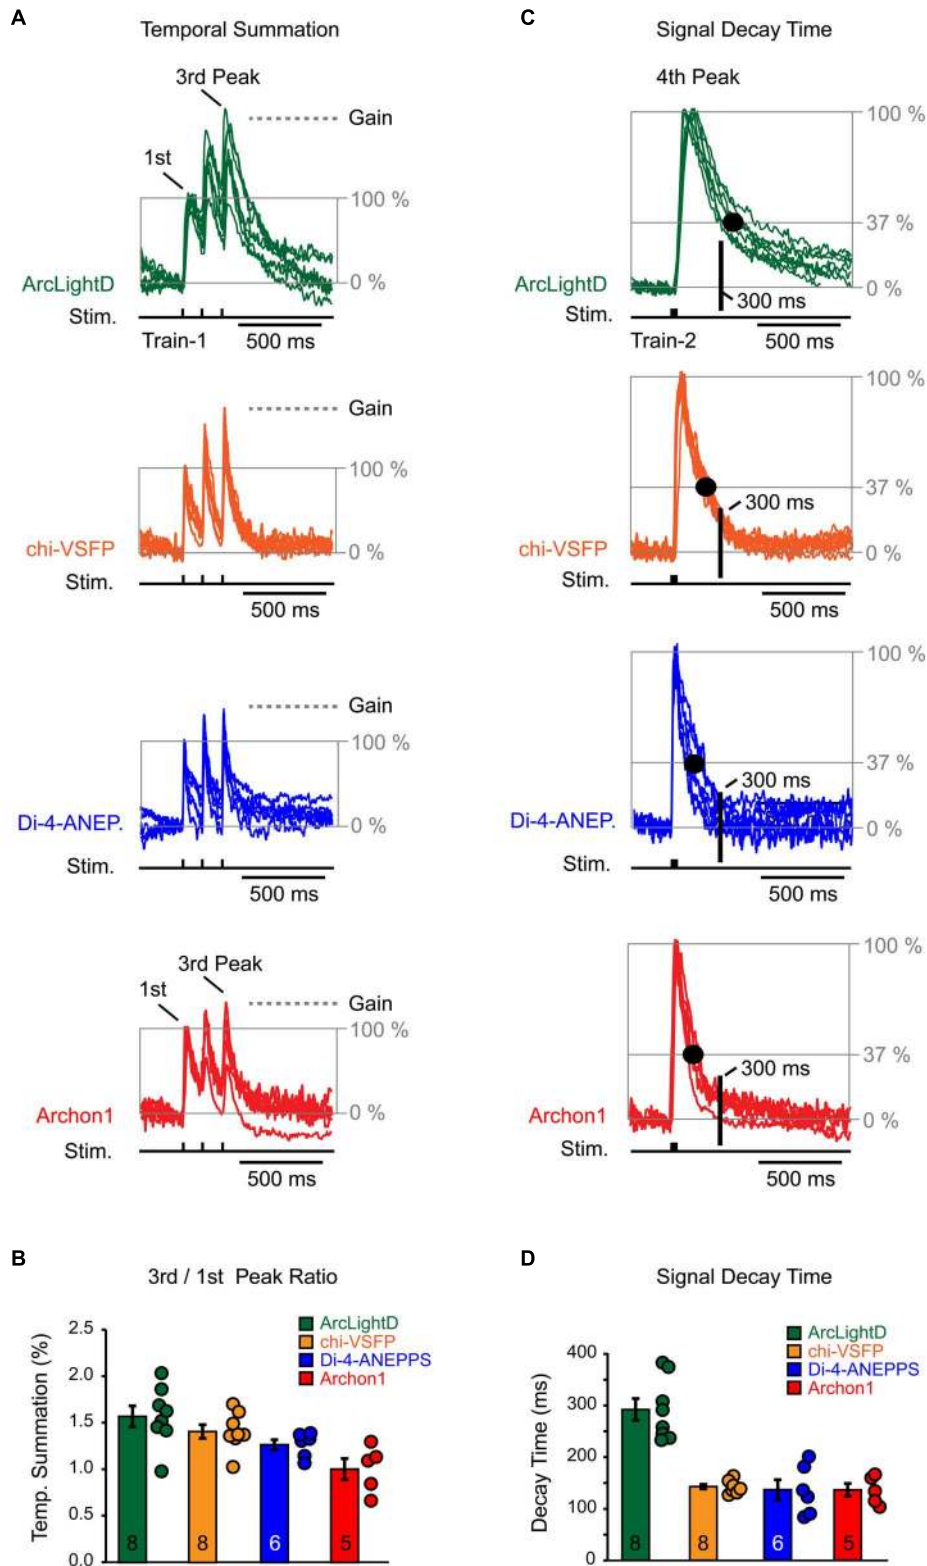 A
Temporal Summation
3rd Peak
Gain
1st
100 %
ArcLightD
0 %
Stim.
Train-1
500 ms
Gain
100 %
chi-VSFP
0 %
Stim.
500 ms
Gain
100 %
Di-4-ANEP.
0 %
Stim.
500 ms
3rd Peak
1st
Gain
100 %
Archon1
0 %
Stim.
500 ms
C
Signal Decay Time
4th Peak
100 %
37 %
ArcLightD
0 %
300 ms
Stim.
Train-2
500 ms
100 %
37 %
300 ms
chi-VSFP
0 %
Stim.
500 ms
100 %
37 %
300 ms
Di-4-ANEP.
0 %
Stim.
500 ms
100 %
37 %
300 ms
Archon1
0 %
Stim.
500 ms
B
3rd / 1st Peak Ratio
ArcLightD
chi-VSFP
Di-4-ANEPPS
Archon1
Temp. Summation (%)
2.5
2.0
1.5
1.0
0.5
0.0
8
8
6
5
D
Signal Decay Time
ArcLightD
chi-VSFP
Di-4-ANEPPS
Archon1
Decay Time (ms)
400
300
200
100
0
8
8
6
5